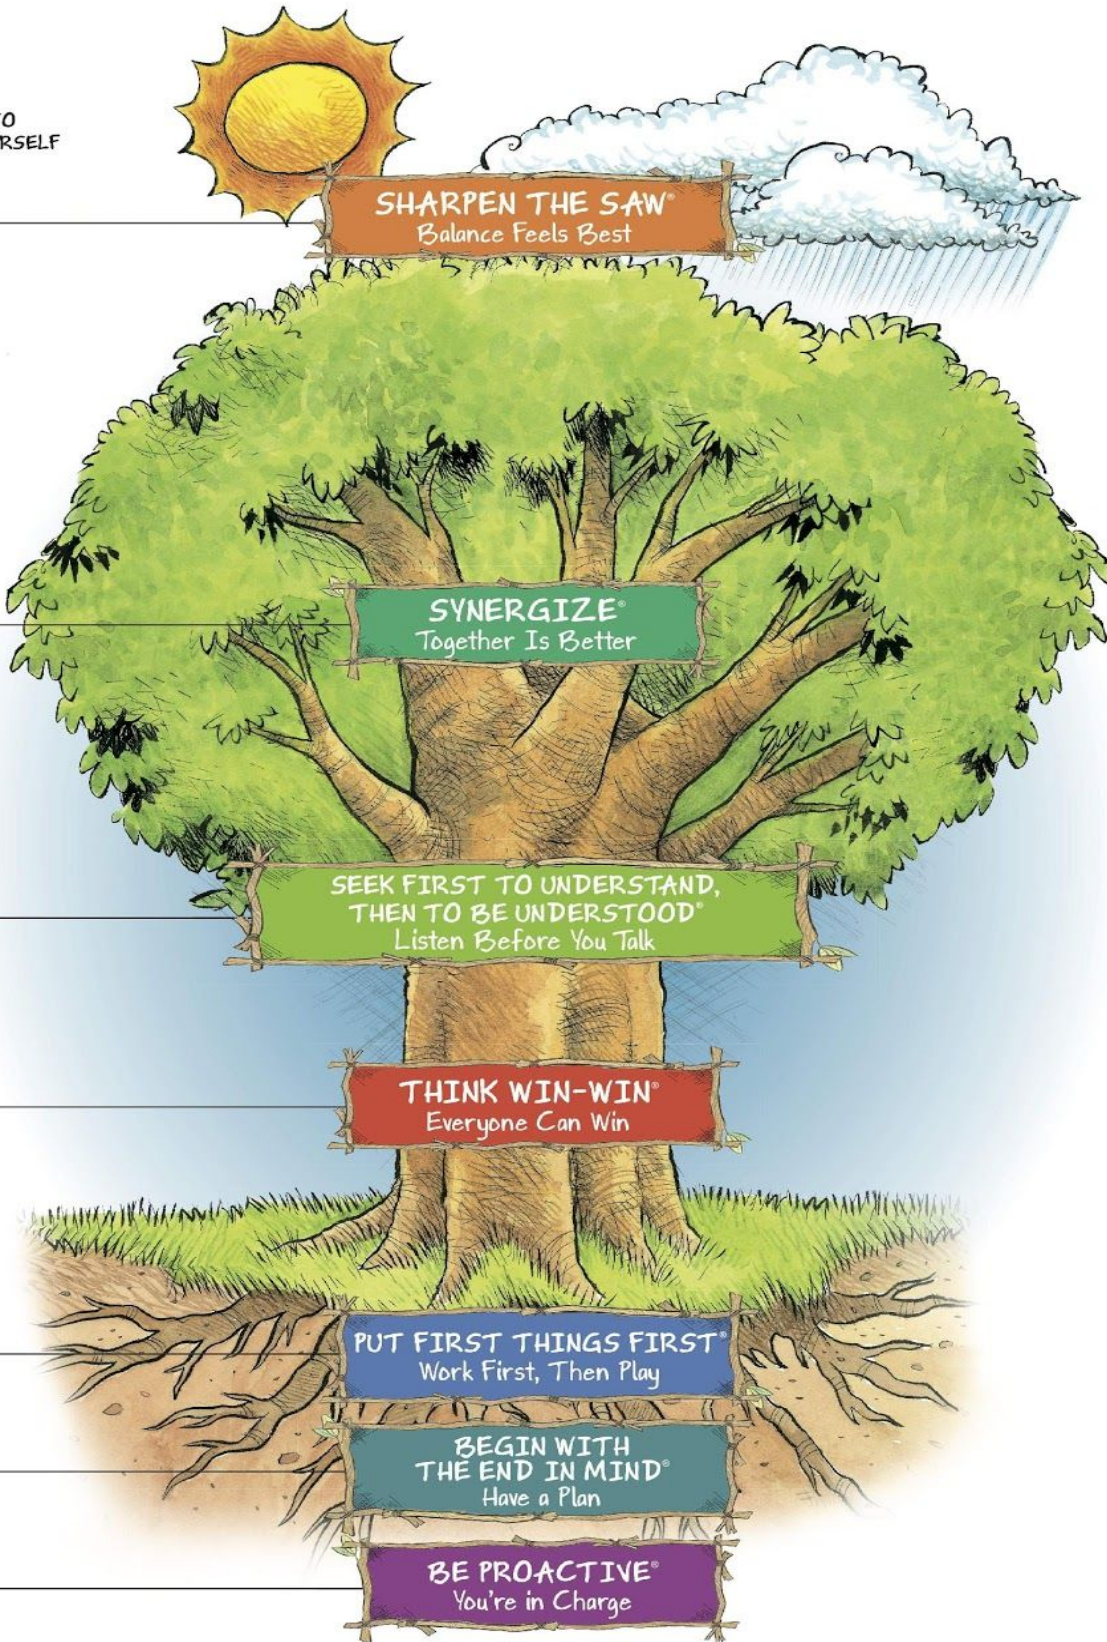 O
RSELF
SHARPEN THE SAW®
Balance Feels Best
SYNERGIZE®
Together Is Better
SEEK FIRST TO UNDERSTAND,
THEN TO BE UNDERSTOOD®
Listen Before You Talk
THINK WIN-WIN®
Everyone Can Win
PUT FIRST THINGS FIRST®
Work First, Then Play
BEGIN WITH
THE END IN MIND®
Have a Plan
BE PROACTIVE®
You're in Charge